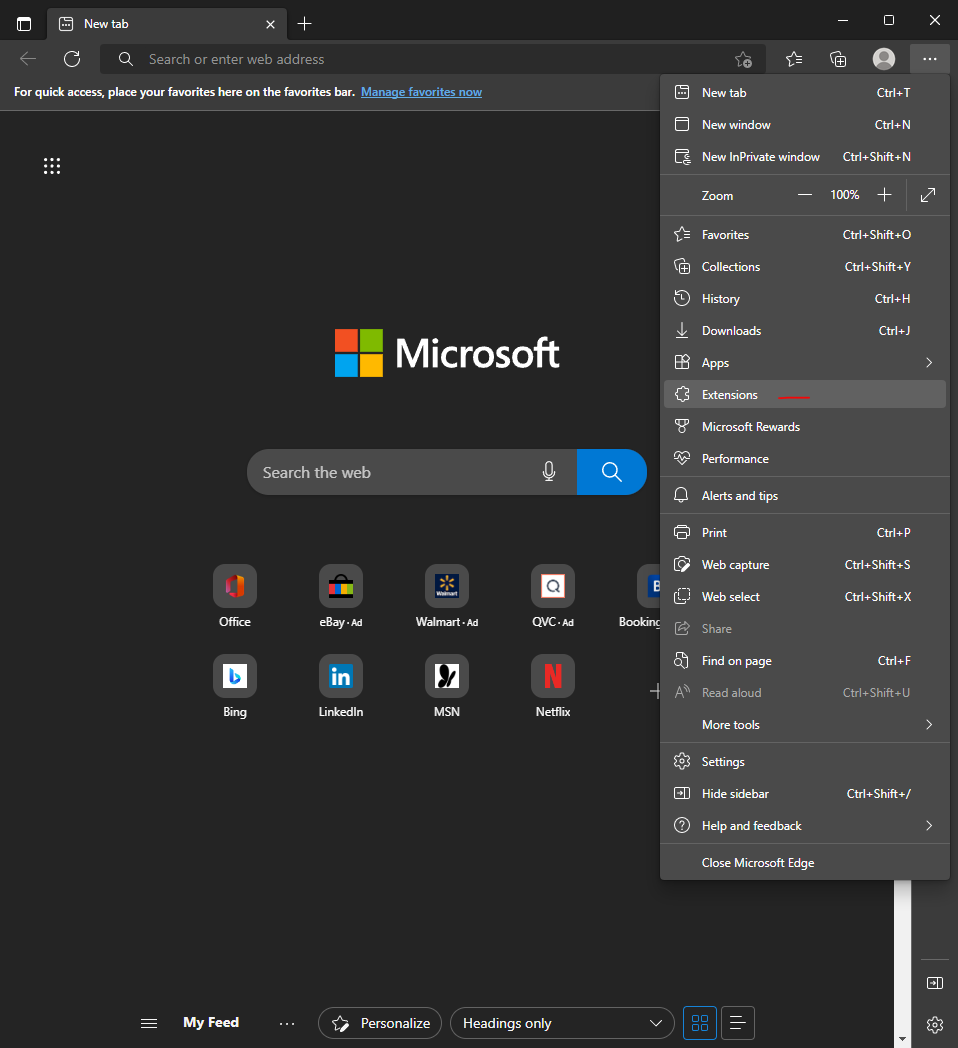 New tab
Search or enter web address
For quick access, place your favorites here on the favorites bar. Manage favorites now
New tab Ctrl+T
New window Ctrl+N
New InPrivate window Ctrl+Shift+N
Zoom 100%
Favorites Ctrl+Shift+O
Collections Ctrl+Shift+Y
History Ctrl+H
Downloads Ctrl+J
Apps
Extensions
Microsoft Rewards
Performance
Alerts and tips
Print Ctrl+P
Web capture Ctrl+Shift+S
Web select Ctrl+Shift+X
Share
Find on page Ctrl+F
Read aloud Ctrl+Shift+U
More tools
Settings
Hide sidebar Ctrl+Shift+/
Help and feedback
Close Microsoft Edge
Microsoft
Search the web
Office eBay · Ad Walmart · Ad QVC · Ad Booking
Bing LinkedIn MSN Netflix
My Feed ... Personalize Headings only